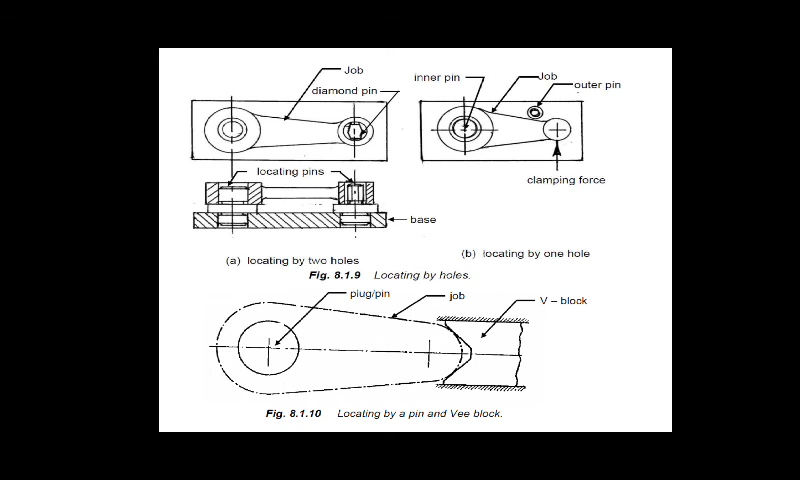 Job
diamond pin
inner pin
Job
outer pin
locating pins
clamping force
base
(a) locating by two holes
(b) locating by one hole
Fig. 8.1.9 Locating by holes.
plug/pin
job
V – block
Fig. 8.1.10 Locating by a pin and Vee block.